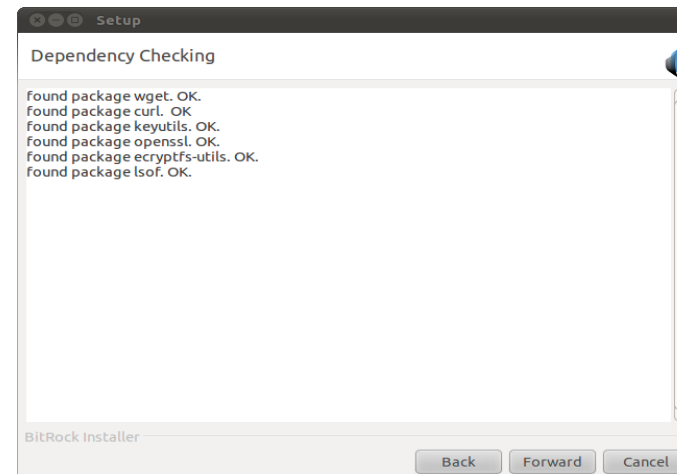 Setup
Dependency Checking
found package wget. OK.
found package curl.  OK
found package keyutils. OK.
found package openssl. OK.
found package ecryptfs-utils. OK.
found package lsof. OK.
BitRock Installer
Back Forward Cancel